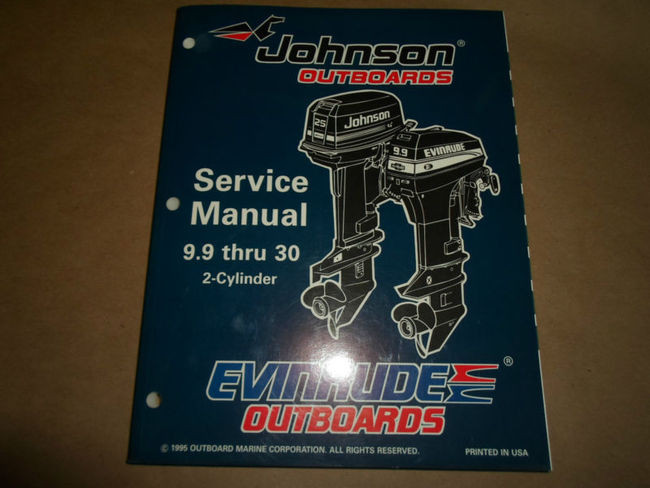 Johnson®
OUTBOARDS
25
Johnson
9.9 EVINRUDE
Service
Manual
9.9 thru 30
2-Cylinder
EVINRUDE®
OUTBOARDS
© 1995 OUTBOARD MARINE CORPORATION. ALL RIGHTS RESERVED. PRINTED IN USA